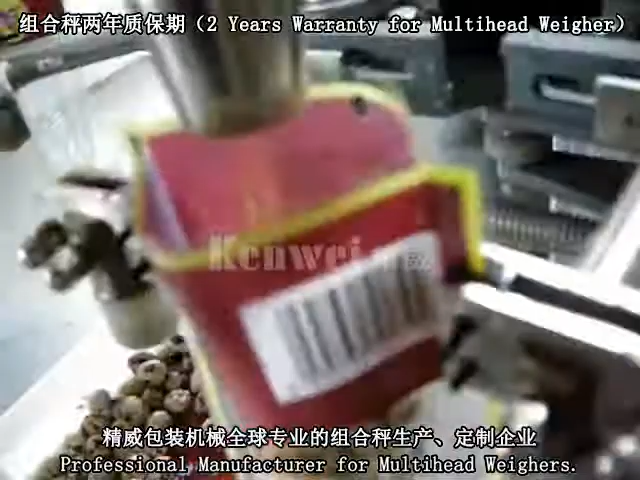 组合秤两年质保期（2 Years Warranty for Multihead Weigher）
Kenwei
精威包装机械全球专业的组合秤生产、定制企业
Professional Manufacturer for Multihead Weighers.